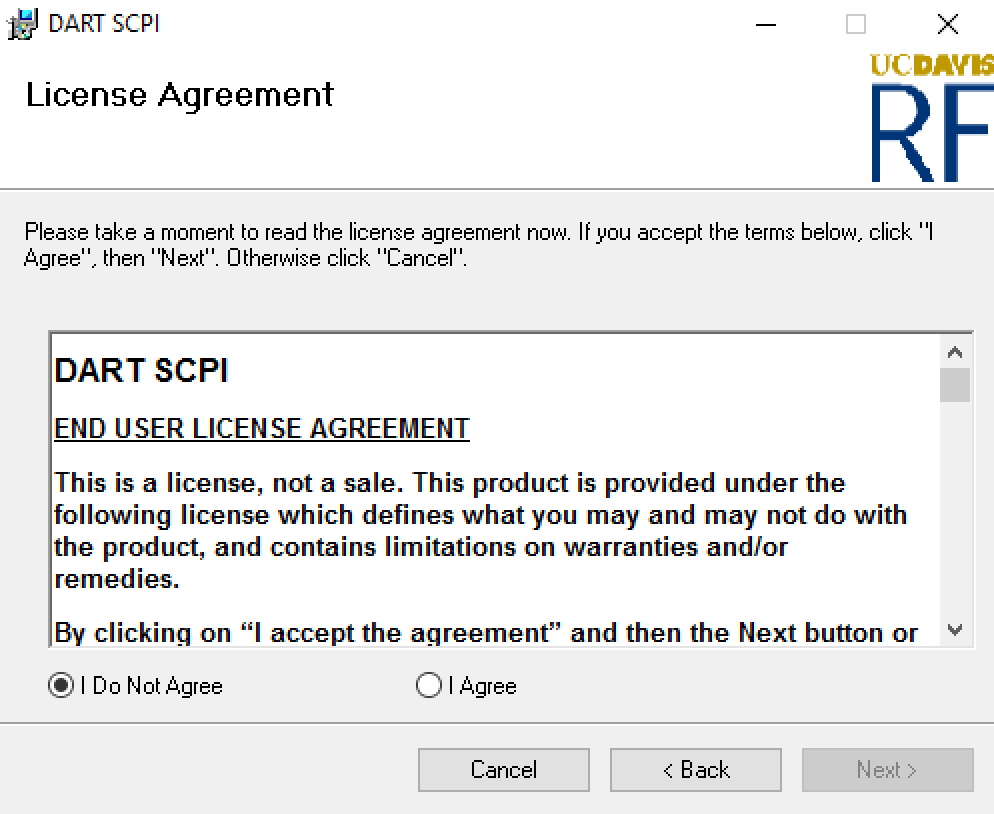 DART SCPI
UCDAVIS
RF
License Agreement
Please take a moment to read the license agreement now. If you accept the terms below, click "I
Agree", then "Next". Otherwise click "Cancel".
DART SCPI
END USER LICENSE AGREEMENT
This is a license, not a sale. This product is provided under the
following license which defines what you may and may not do with
the product, and contains limitations on warranties and/or
remedies.
By clicking on “I accept the agreement” and then the Next button or
I Do Not Agree
I Agree
Cancel
< Back
Next >